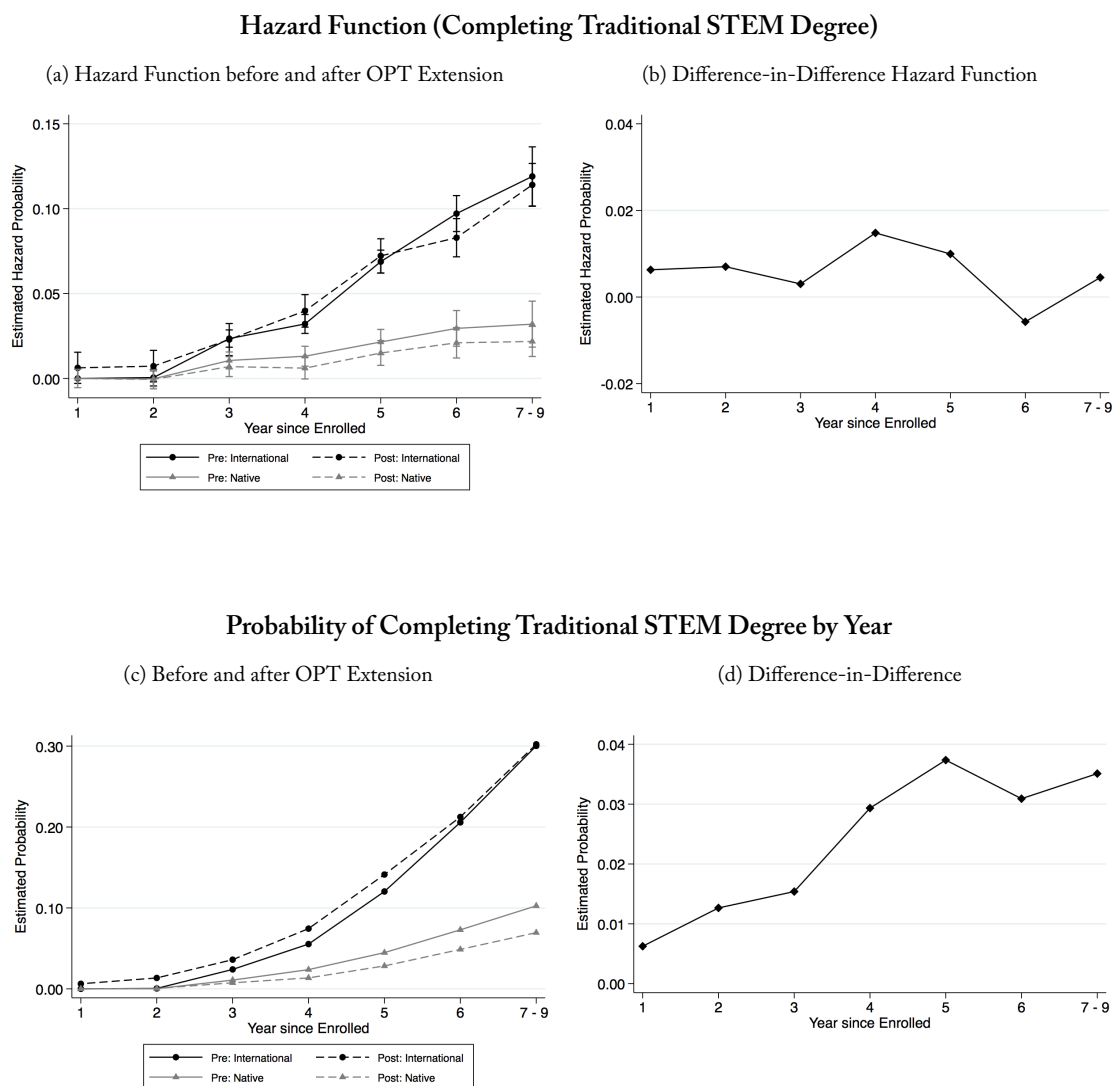 Hazard Function (Completing Traditional STEM Degree)
(a) Hazard Function before and after OPT Extension
(b) Difference-in-Difference Hazard Function
0.15
0.10
0.05
0.00
Estimated Hazard Probability
1 2 3 4 5 6 7 - 9
Year since Enrolled
Pre: International Post: International
Pre: Native Post: Native
0.04
0.02
0.00
-0.02
Estimated Hazard Probability
1 2 3 4 5 6 7 - 9
Year since Enrolled
Probability of Completing Traditional STEM Degree by Year
(c) Before and after OPT Extension
(d) Difference-in-Difference
0.30
0.20
0.10
0.00
Estimated Probability
1 2 3 4 5 6 7 - 9
Year since Enrolled
Pre: International Post: International
Pre: Native Post: Native
0.04
0.03
0.02
0.01
0.00
Estimated Probability
1 2 3 4 5 6 7 - 9
Year since Enrolled